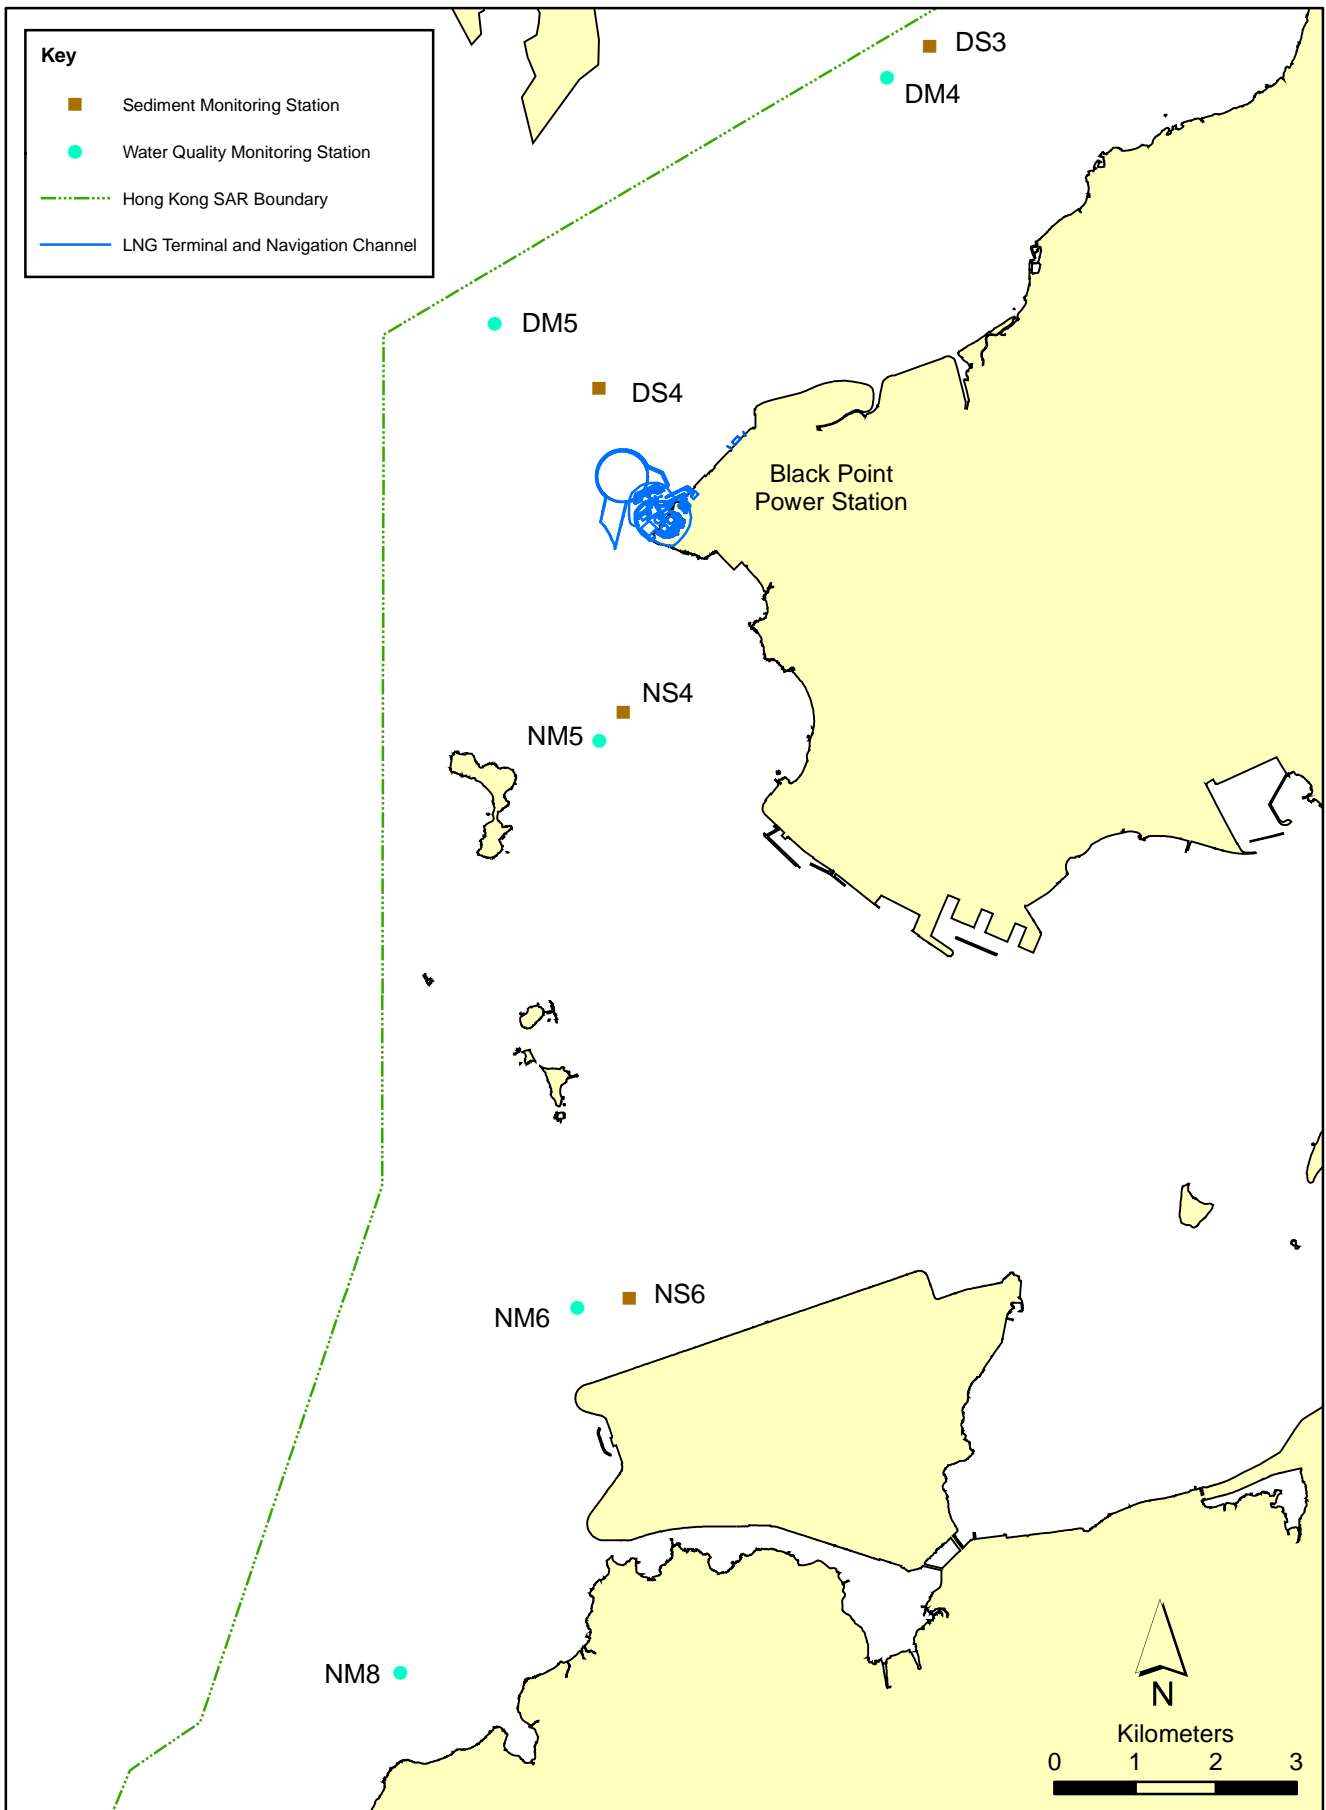 Key
Sediment Monitoring Station
Water Quality Monitoring Station
Hong Kong SAR Boundary
LNG Terminal and Navigation Channel
DS3
DM4
DM5
DS4
Black Point
Power Station
NS4
NM5
NS6
NM6
NM8
N
Kilometers
0 1 2 3